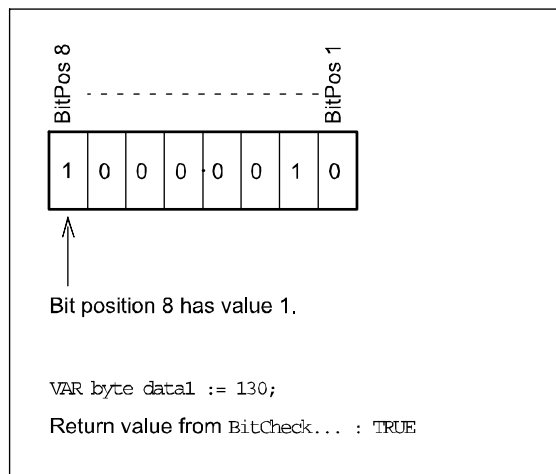 BitPos 8
BitPos 1
1 0 0 0 0 0 1 0
Bit position 8 has value 1.
VAR byte data1 := 130;
Return value from BitCheck... : TRUE